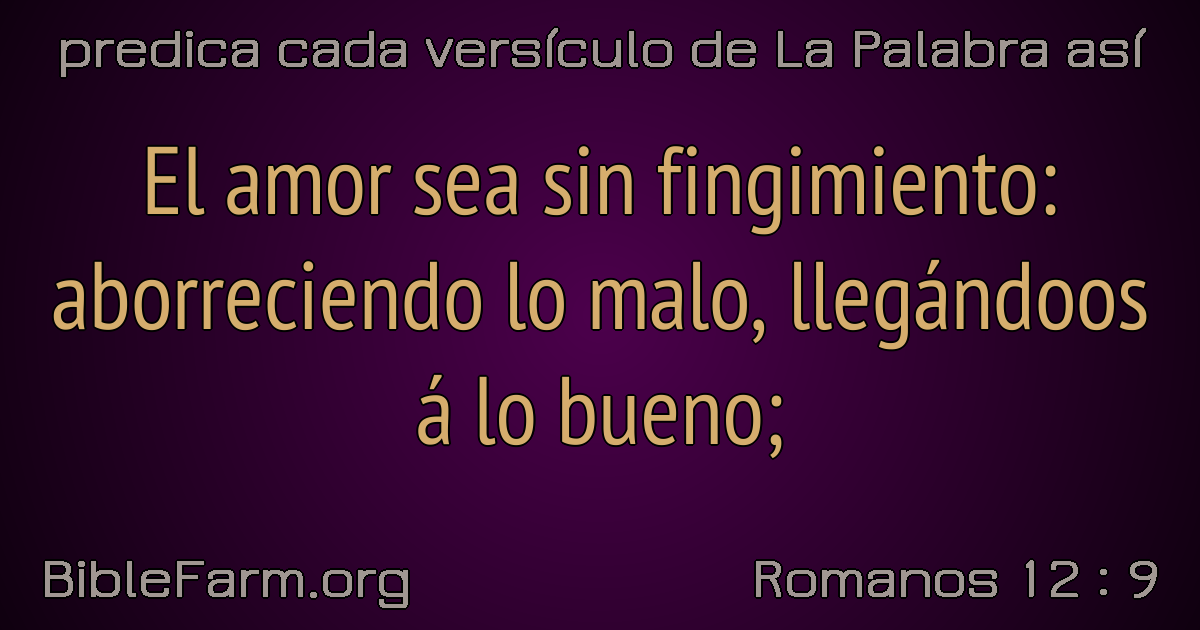 predica cada versículo de La Palabra así
El amor sea sin fingimiento:
aborreciendo lo malo, llegándoos
á lo bueno;
BibleFarm.org
Romanos 12 : 9